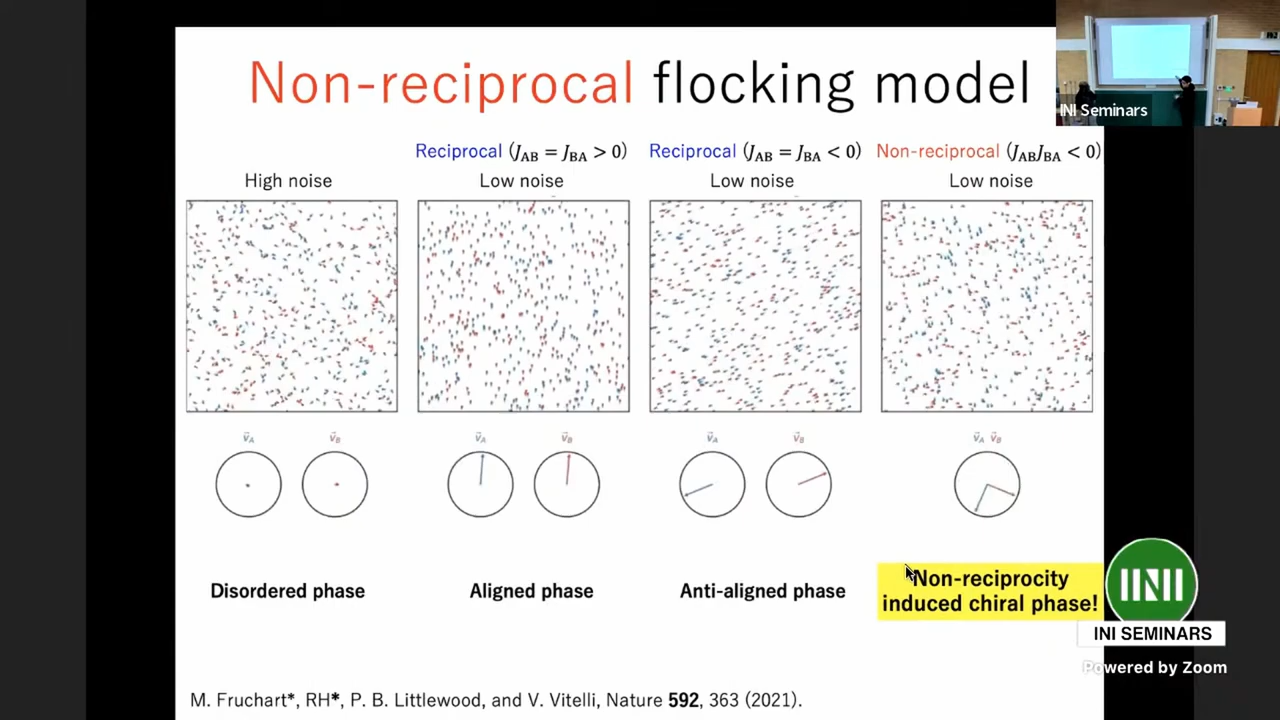 Non-reciprocal flocking model
INI Seminars
Reciprocal (J_AB = J_BA > 0)
Reciprocal (J_AB = J_BA < 0)
Non-reciprocal (J_AB J_BA < 0)
High noise
Low noise
Low noise
Low noise
v⃗_A
v⃗_B
v⃗_A
v⃗_B
v⃗_A
v⃗_B
v⃗_A v⃗_B
Disordered phase
Aligned phase
Anti-aligned phase
Non-reciprocity
induced chiral phase!
INI
INI SEMINARS
Powered by Zoom
M. Fruchart*, RH*, P. B. Littlewood, and V. Vitelli, Nature 592, 363 (2021).